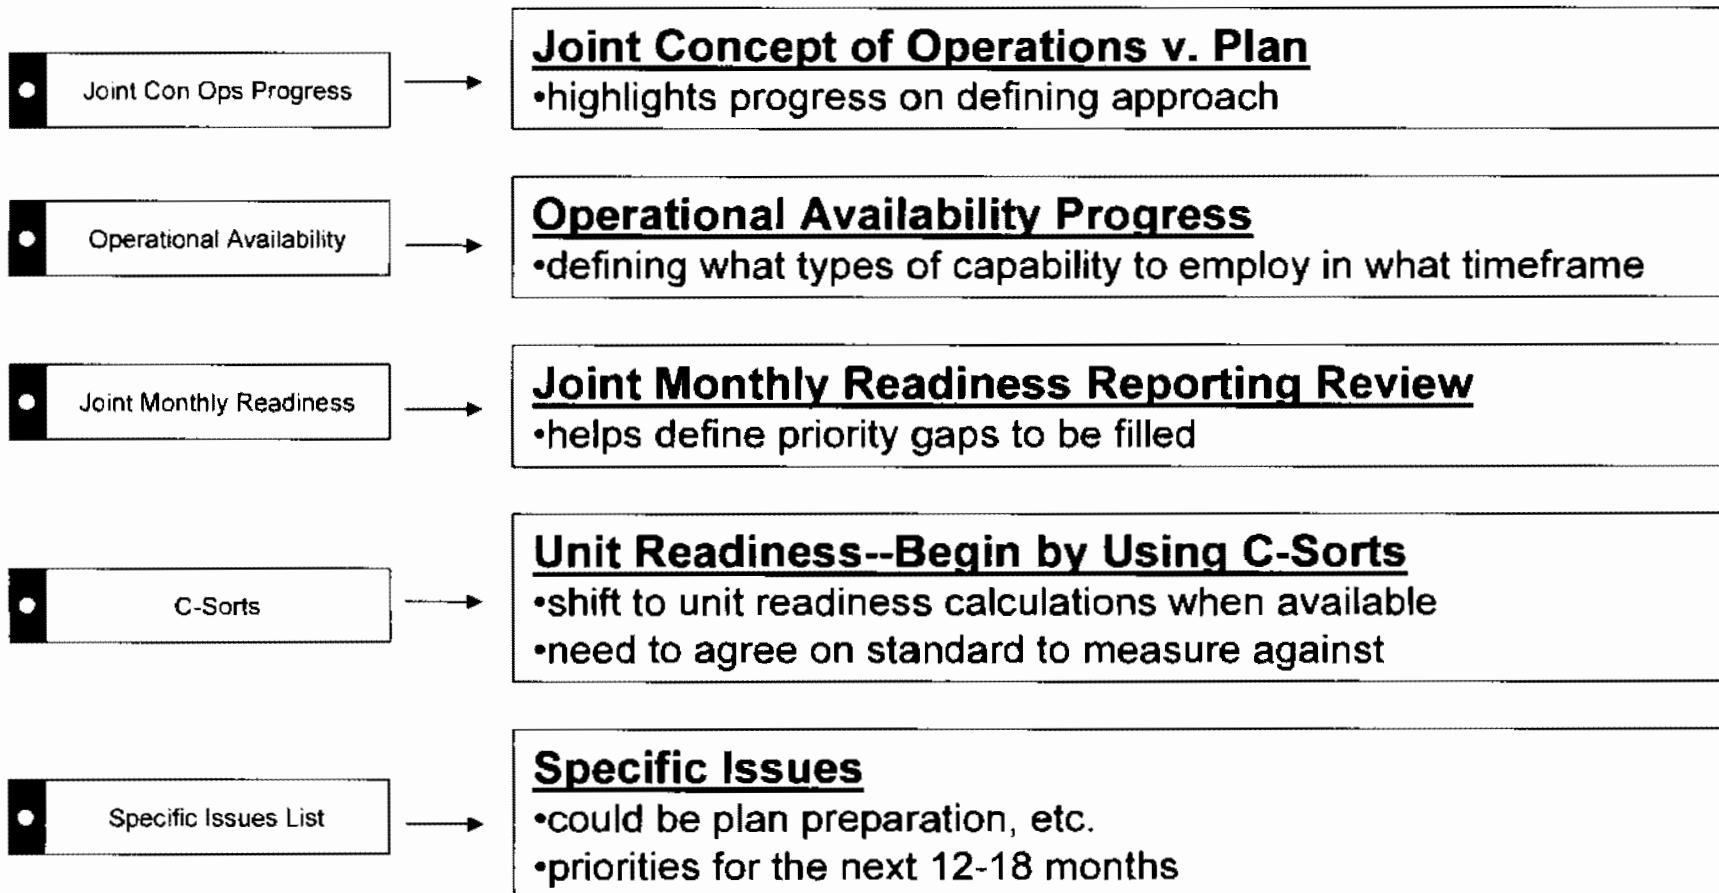 Joint Con Ops Progress
Joint Concept of Operations v. Plan
•highlights progress on defining approach
Operational Availability
Operational Availability Progress
•defining what types of capability to employ in what timeframe
Joint Monthly Readiness
Joint Monthly Readiness Reporting Review
•helps define priority gaps to be filled
C-Sorts
Unit Readiness--Begin by Using C-Sorts
•shift to unit readiness calculations when available
•need to agree on standard to measure against
Specific Issues List
Specific Issues
•could be plan preparation, etc.
•priorities for the next 12-18 months